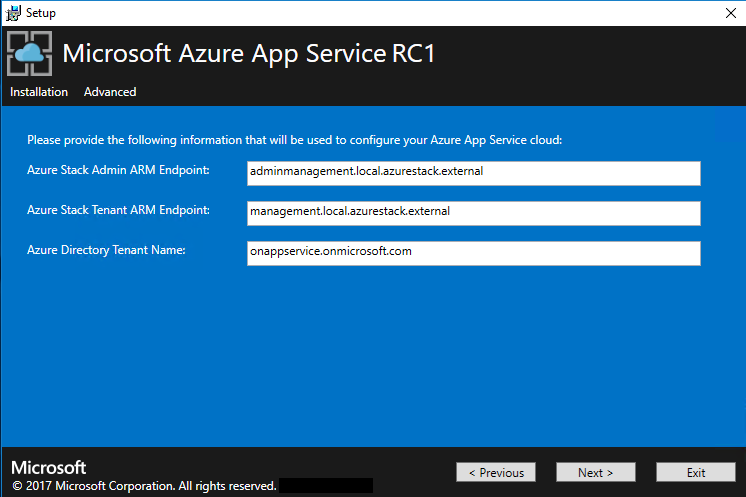 Setup
Microsoft Azure App Service RC1
Installation Advanced
Please provide the following information that will be used to configure your Azure App Service cloud:
Azure Stack Admin ARM Endpoint: adminmanagement.local.azurestack.external
Azure Stack Tenant ARM Endpoint: management.local.azurestack.external
Azure Directory Tenant Name: onappservice.onmicrosoft.com
Microsoft
© 2017 Microsoft Corporation. All rights reserved.
< Previous Next > Exit